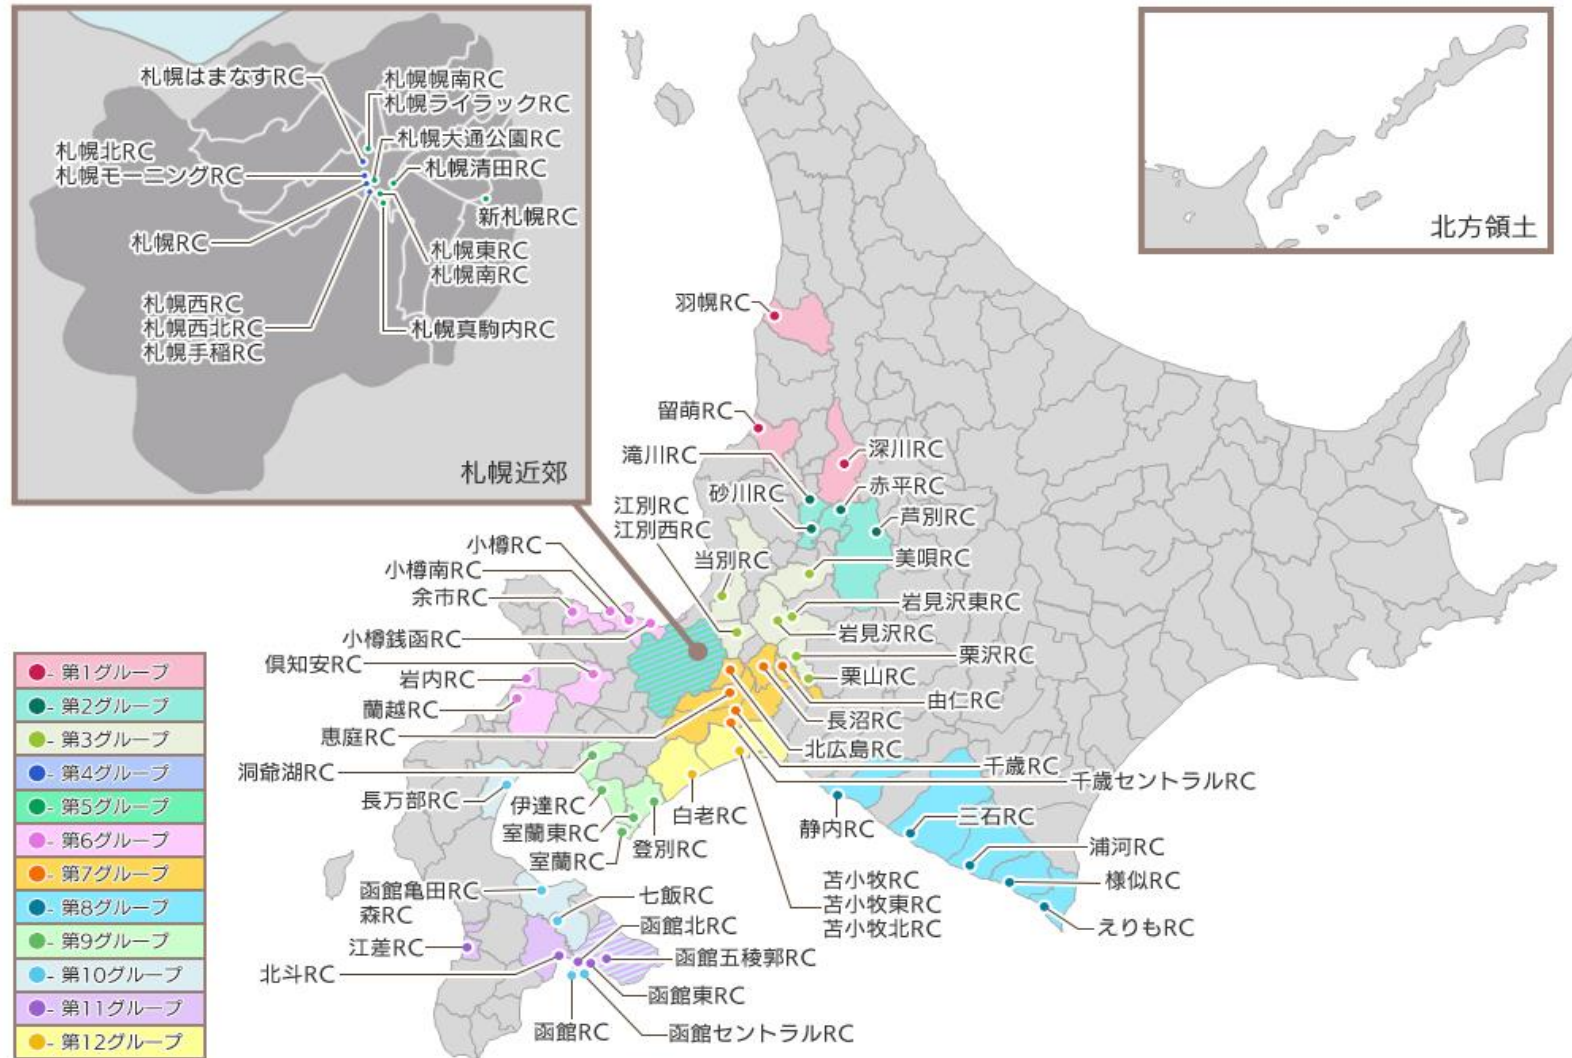 札幌はまなすRC
札幌幌南RC
札幌ライラックRC
札幌大通公園RC
札幌北RC
札幌モーニングRC
札幌清田RC
新札幌RC
札幌RC
札幌東RC
札幌南RC
札幌西RC
札幌西北RC
札幌手稲RC
札幌真駒内RC
札幌近郊
北方領土
羽幌RC
留萌RC
深川RC
滝川RC
赤平RC
砂川RC
芦別RC
江別RC
江別西RC
当別RC
美唄RC
小樽RC
小樽南RC
余市RC
小樽銭函RC
岩見沢東RC
岩見沢RC
栗沢RC
栗山RC
由仁RC
長沼RC
北広島RC
千歳RC
千歳セントラルRC
倶知安RC
岩内RC
蘭越RC
恵庭RC
洞爺湖RC
長万部RC
伊達RC
室蘭東RC
室蘭RC
登別RC
白老RC
静内RC
三石RC
浦河RC
様似RC
えりもRC
苫小牧RC
苫小牧東RC
苫小牧北RC
函館亀田RC
森RC
七飯RC
函館北RC
江差RC
函館五稜郭RC
北斗RC
函館東RC
函館RC
函館セントラルRC
- 第1グループ
- 第2グループ
- 第3グループ
- 第4グループ
- 第5グループ
- 第6グループ
- 第7グループ
- 第8グループ
- 第9グループ
- 第10グループ
- 第11グループ
- 第12グループ